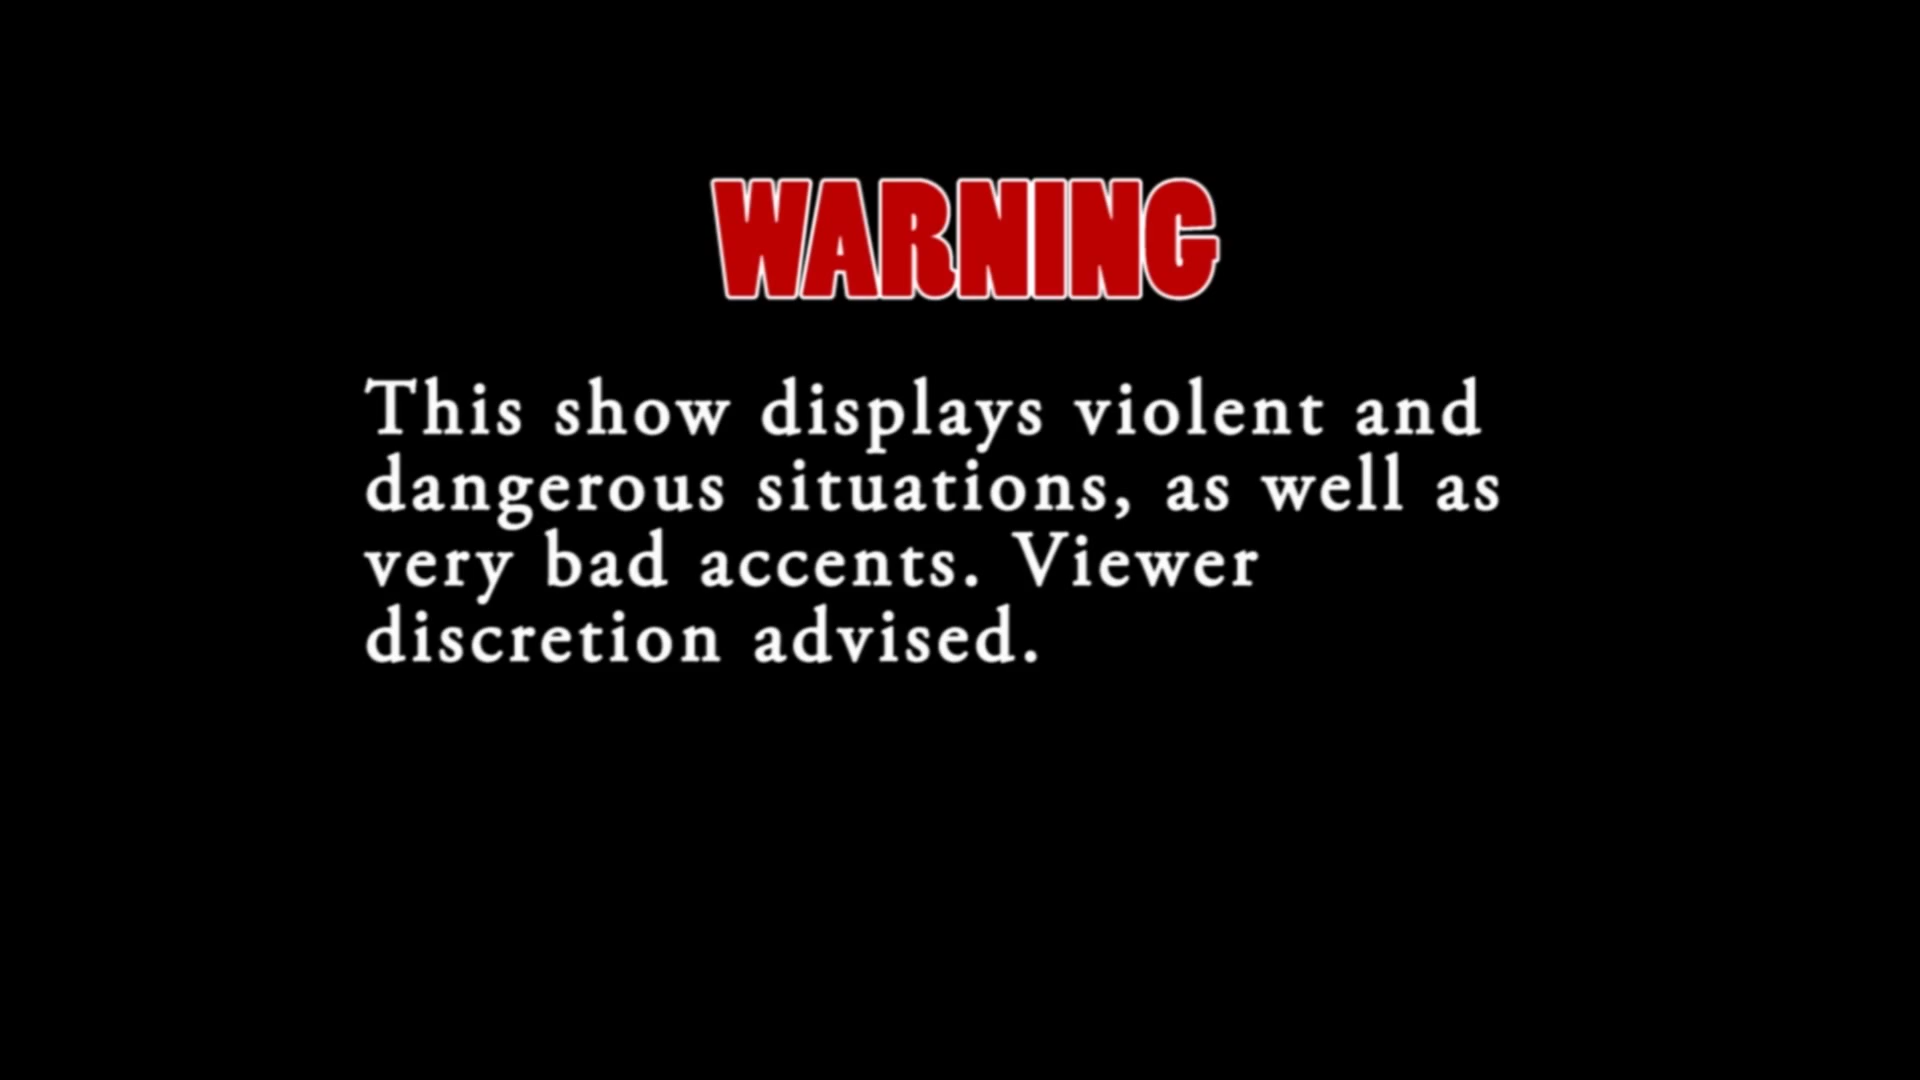 WARNING
This show displays violent and
dangerous situations, as well as
very bad accents. Viewer
discretion advised.